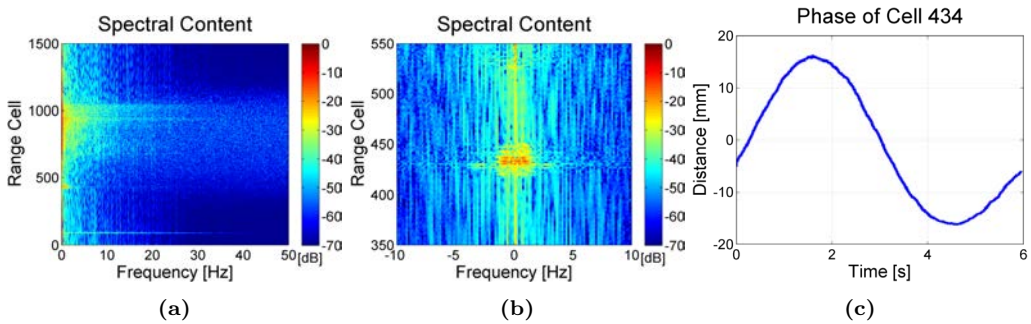 Spectral Content
1500
1000
500
0
Range Cell
0 10 20 30 40 50
Frequency [Hz]
0
-10
-20
-30
-40
-50
-60
-70
[dB]
(a)
Spectral Content
550
500
450
400
350
Range Cell
-10 -5 0 5 10
Frequency [Hz]
0
-10
-20
-30
-40
-50
-60
-70
[dB]
(b)
Phase of Cell 434
20
10
0
-10
-20
Distance [mm]
0 2 4 6
Time [s]
(c)